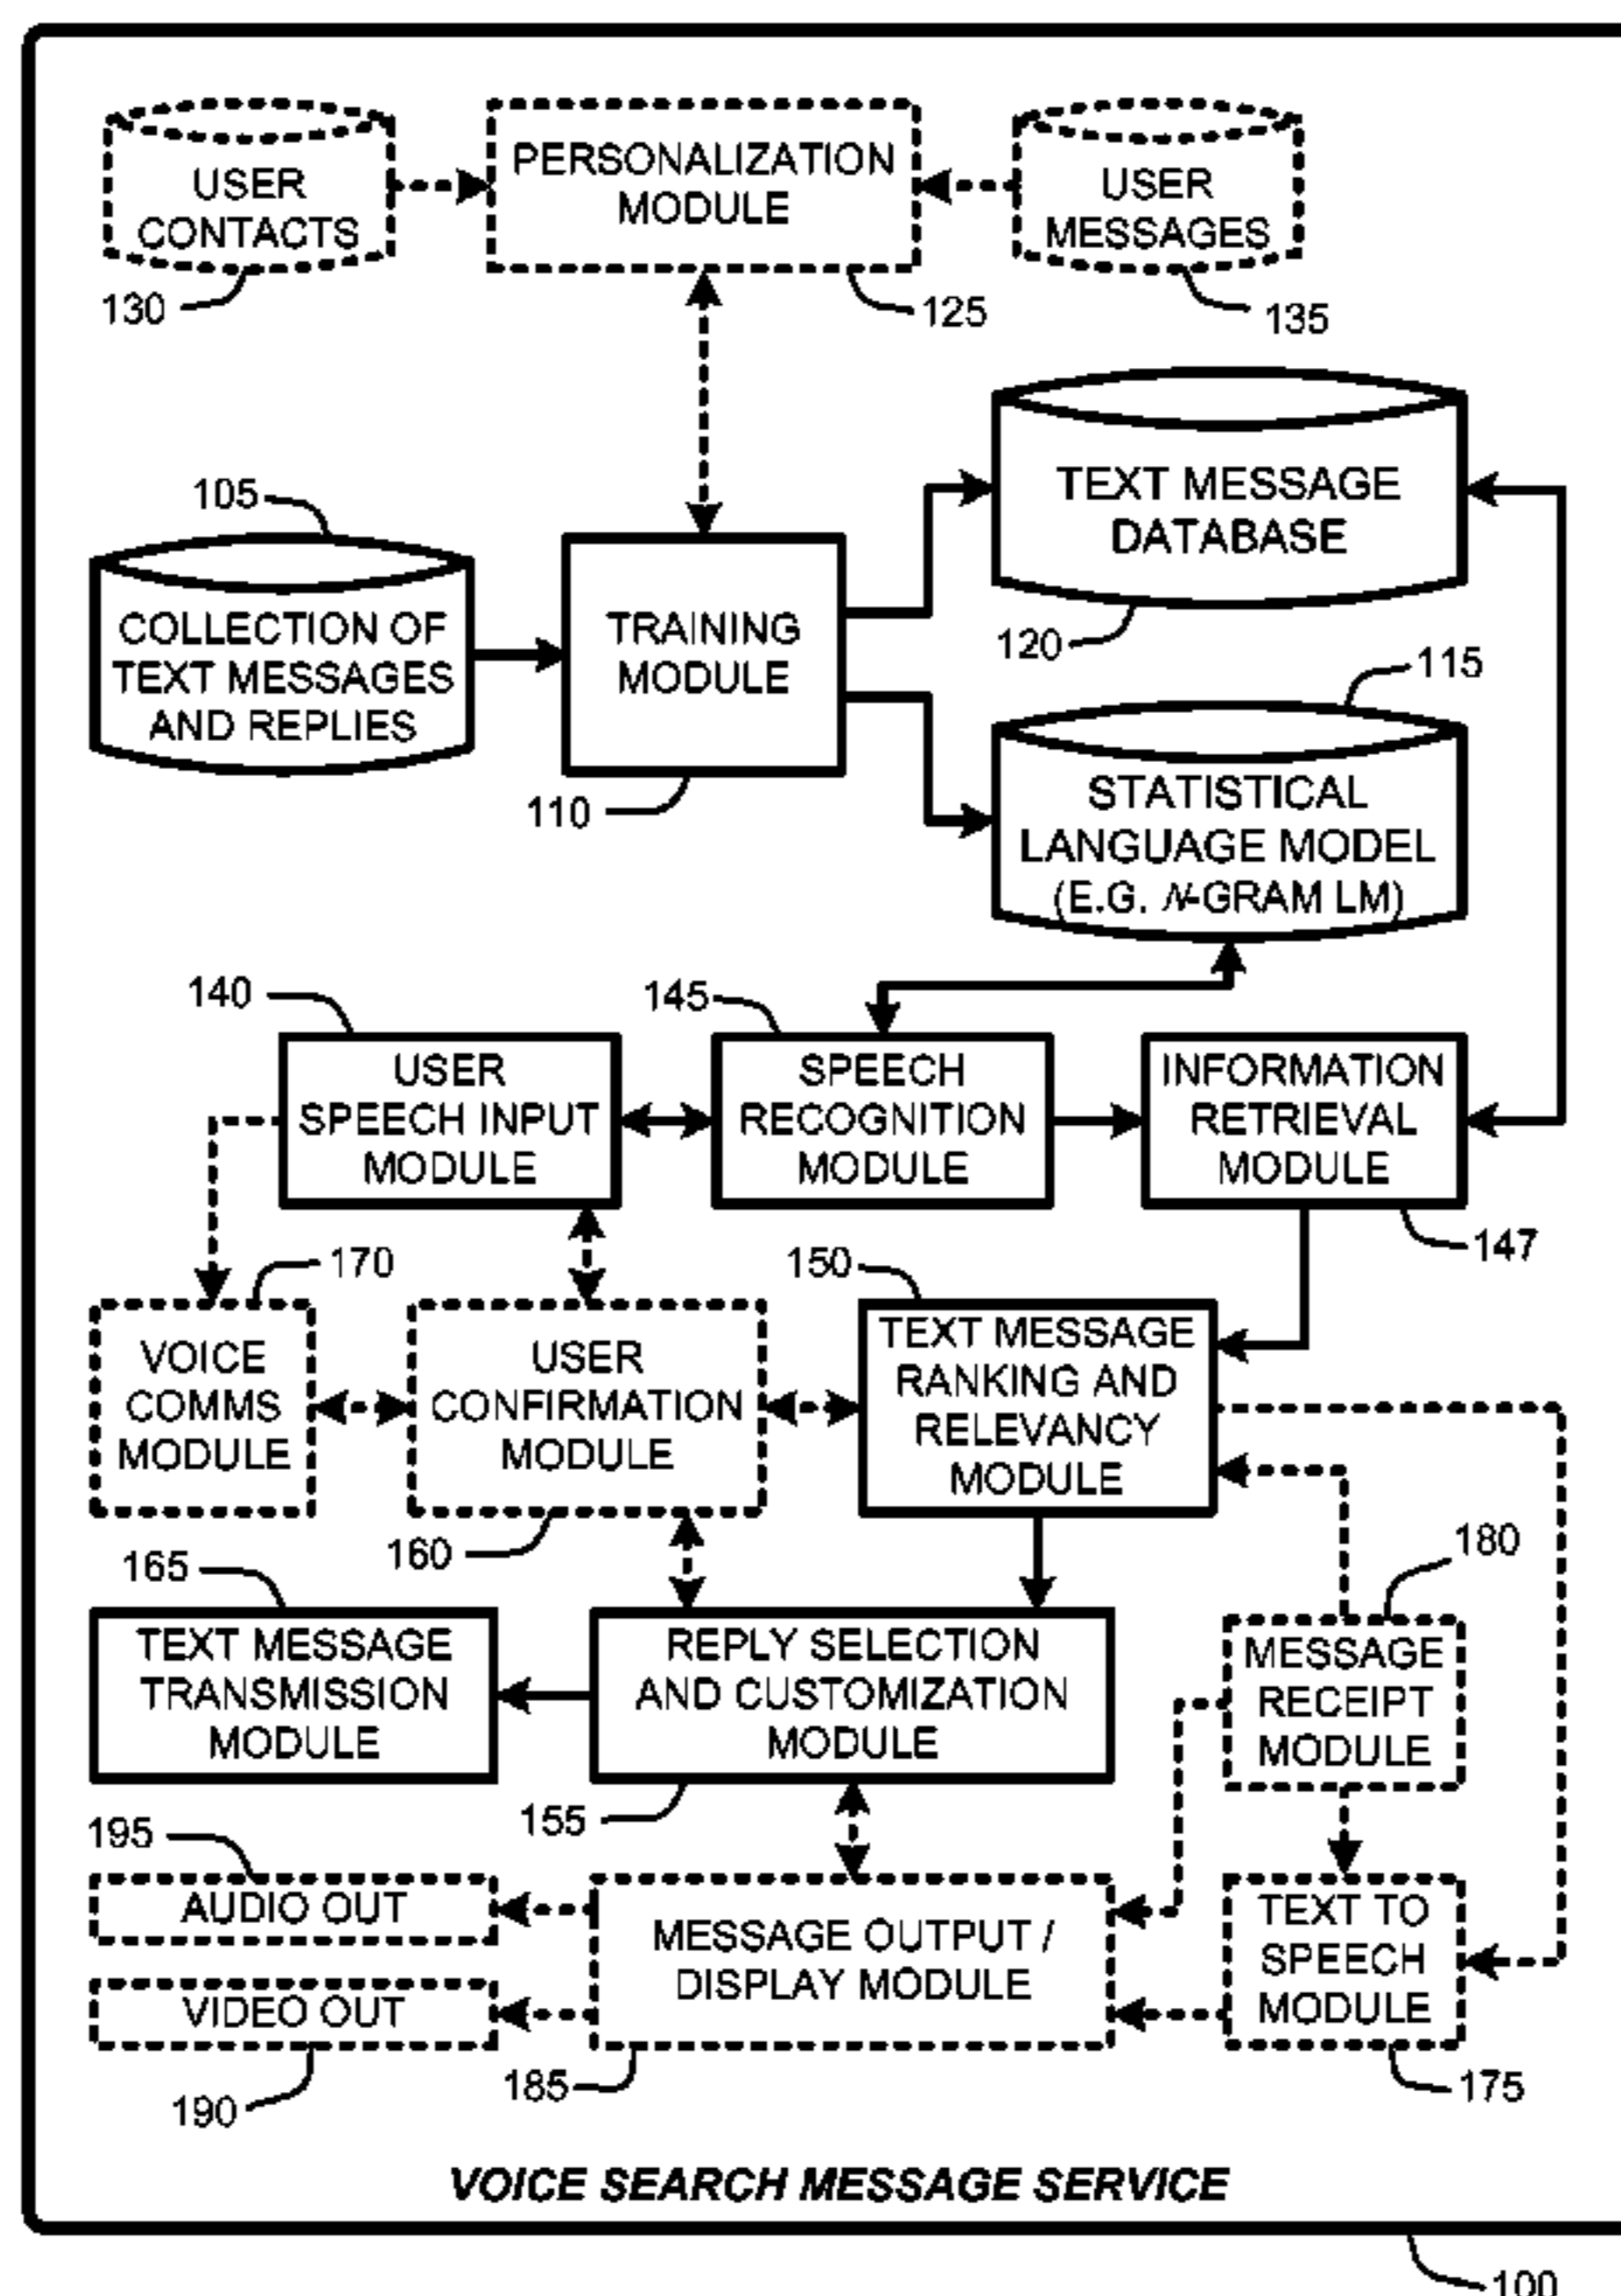 USER
CONTACTS
130
PERSONALIZATION
MODULE
125
USER
MESSAGES
135
105
COLLECTION OF
TEXT MESSAGES
AND REPLIES
TRAINING
MODULE
110
TEXT MESSAGE
DATABASE
120
115
STATISTICAL
LANGUAGE MODEL
(E.G. N-GRAM LM)
140
USER
SPEECH INPUT
MODULE
145
SPEECH
RECOGNITION
MODULE
INFORMATION
RETRIEVAL
MODULE
147
170
VOICE
COMMS
MODULE
USER
CONFIRMATION
MODULE
160
150
TEXT MESSAGE
RANKING AND
RELEVANCY
MODULE
165
TEXT MESSAGE
TRANSMISSION
MODULE
REPLY SELECTION
AND CUSTOMIZATION
MODULE
155
180
MESSAGE
RECEIPT
MODULE
195
AUDIO OUT
VIDEO OUT
190
MESSAGE OUTPUT /
DISPLAY MODULE
185
TEXT TO
SPEECH
MODULE
175
VOICE SEARCH MESSAGE SERVICE
100